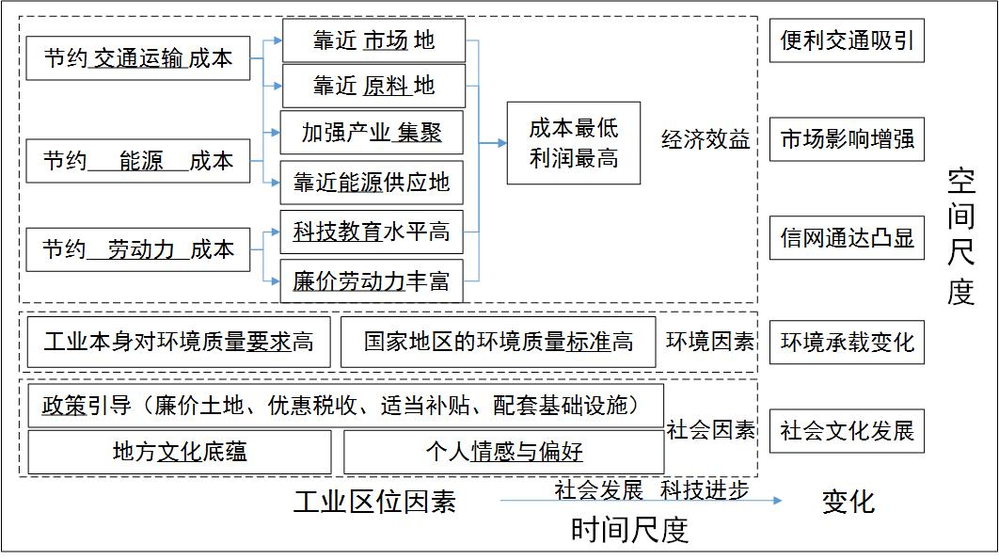 节约 交通运输 成本
节约 能源 成本
节约 劳动力 成本
靠近 市场 地
靠近 原料 地
加强产业 集聚
靠近能源供应地
科技教育水平高
廉价劳动力丰富
成本最低
利润最高
经济效益
工业本身对环境质量要求高
国家地区的环境质量标准高
环境因素
政策引导（廉价土地、优惠税收、适当补贴、配套基础设施）
地方文化底蕴
个人情感与偏好
社会因素
便利交通吸引
市场影响增强
信网通达凸显
环境承载变化
社会文化发展
空间尺度
工业区位因素
社会发展 科技进步
变化
时间尺度